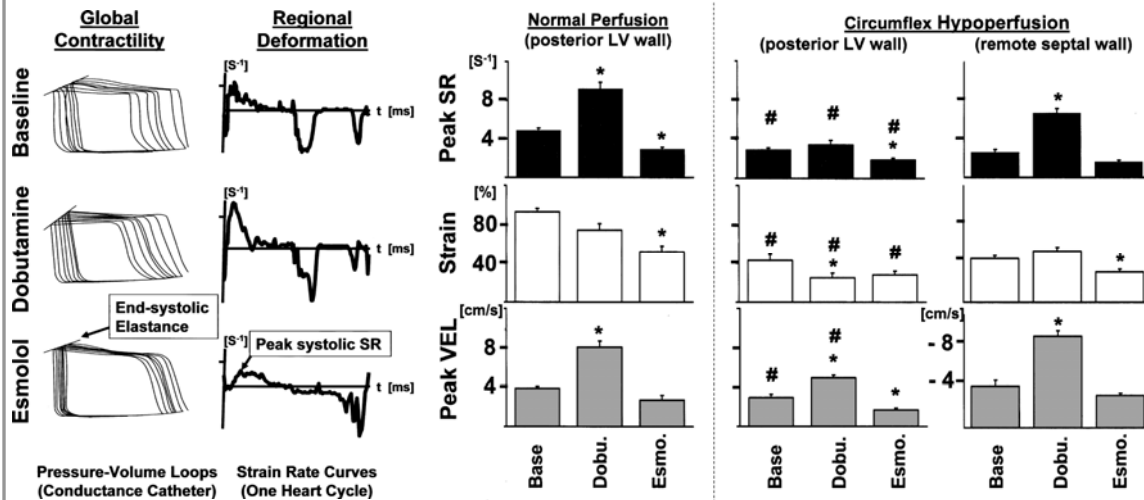 Global
Contractility
Regional
Deformation
Normal Perfusion
(posterior LV wall)
Circumflex Hypoperfusion
(posterior LV wall)
(remote septal wall)
Baseline
[S⁻¹]
t [ms]
Peak SR
[S⁻¹]
8
4
*
*
#
#
#
*
*
Dobutamine
[S⁻¹]
t [ms]
Strain
[%]
80
40
*
#
#
*
#
*
End-systolic
Elastance
Esmolol
[S⁻¹]
Peak systolic SR
t [ms]
Peak VEL
[cm/s]
8
4
*
#
#
*
*
[cm/s]
- 8
- 4
*
Base
Dobu.
Esmo.
Base
Dobu.
Esmo.
Base
Dobu.
Esmo.
Pressure-Volume Loops
(Conductance Catheter)
Strain Rate Curves
(One Heart Cycle)